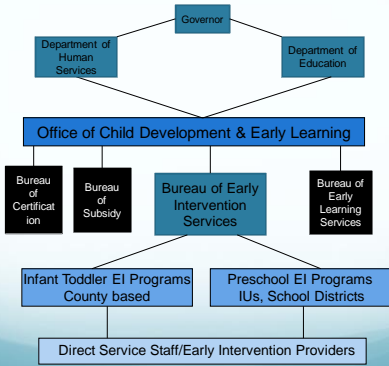 Governor
Department of
Human
Services
Department of
Education
Office of Child Development & Early Learning
Bureau
of
Certificat
ion
Bureau
of
Subsidy
Bureau of Early
Intervention
Services
Bureau of
Early
Learning
Services
Infant Toddler EI Programs
County based
Preschool EI Programs
IUs, School Districts
Direct Service Staff/Early Intervention Providers